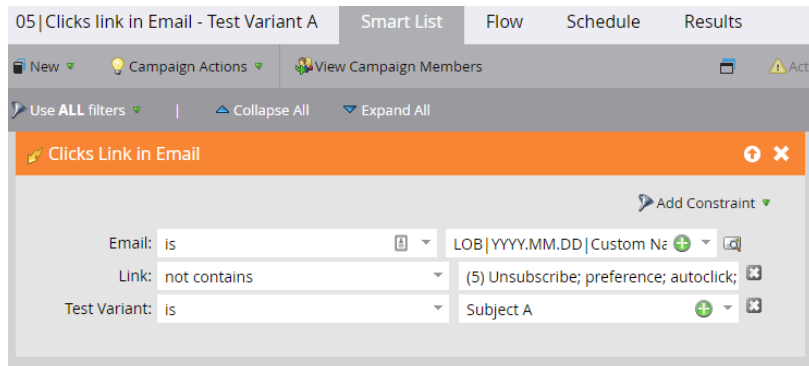 05|Clicks link in Email - Test Variant A Smart List Flow Schedule Results
New Campaign Actions View Campaign Members
Use ALL filters | Collapse All Expand All
Clicks Link in Email
Add Constraint
Email: is LOB|YYYY.MM.DD|Custom Na
Link: not contains (5) Unsubscribe; preference; autoclick;
Test Variant: is Subject A